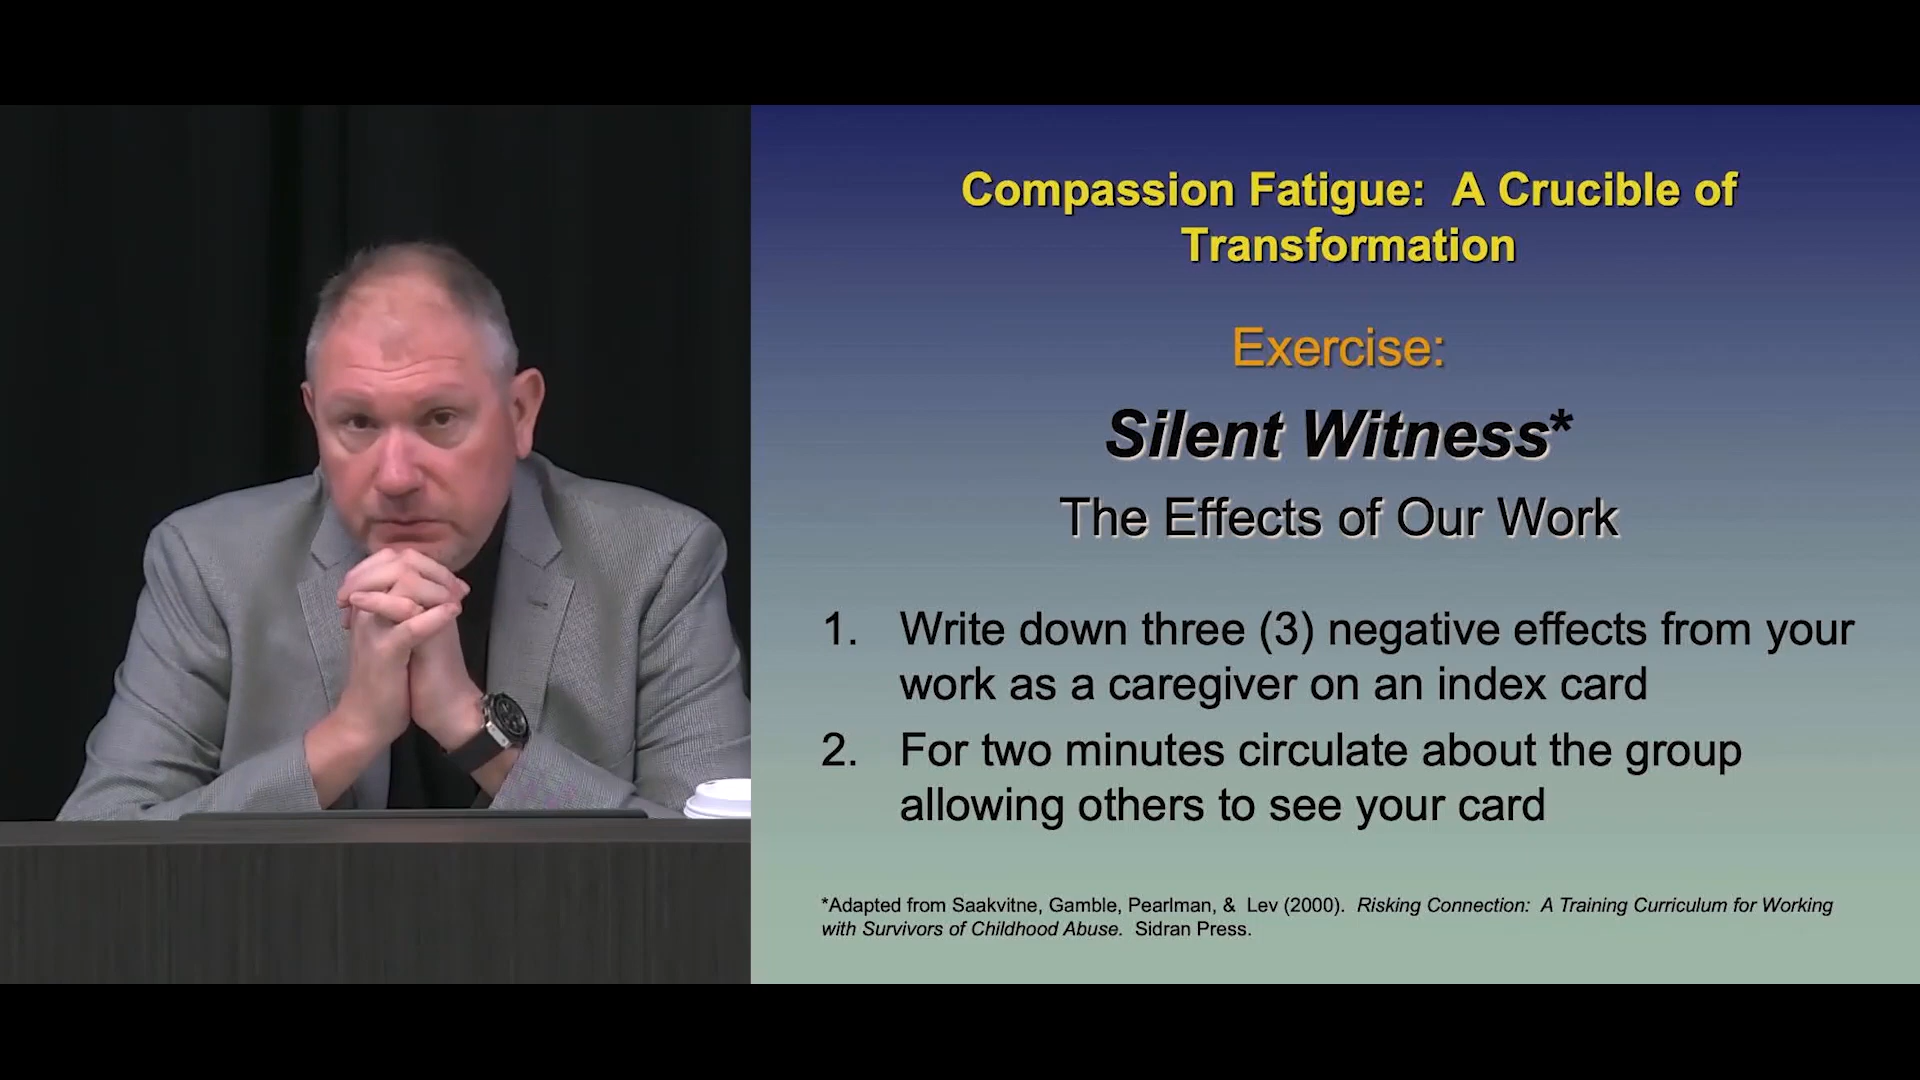 Compassion Fatigue:  A Crucible of
Transformation
Exercise:
Silent Witness*
The Effects of Our Work
1. Write down three (3) negative effects from your
work as a caregiver on an index card
2. For two minutes circulate about the group
allowing others to see your card
*Adapted from Saakvitne, Gamble, Pearlman, &  Lev (2000).  Risking Connection:  A Training Curriculum for Working
with Survivors of Childhood Abuse.  Sidran Press.